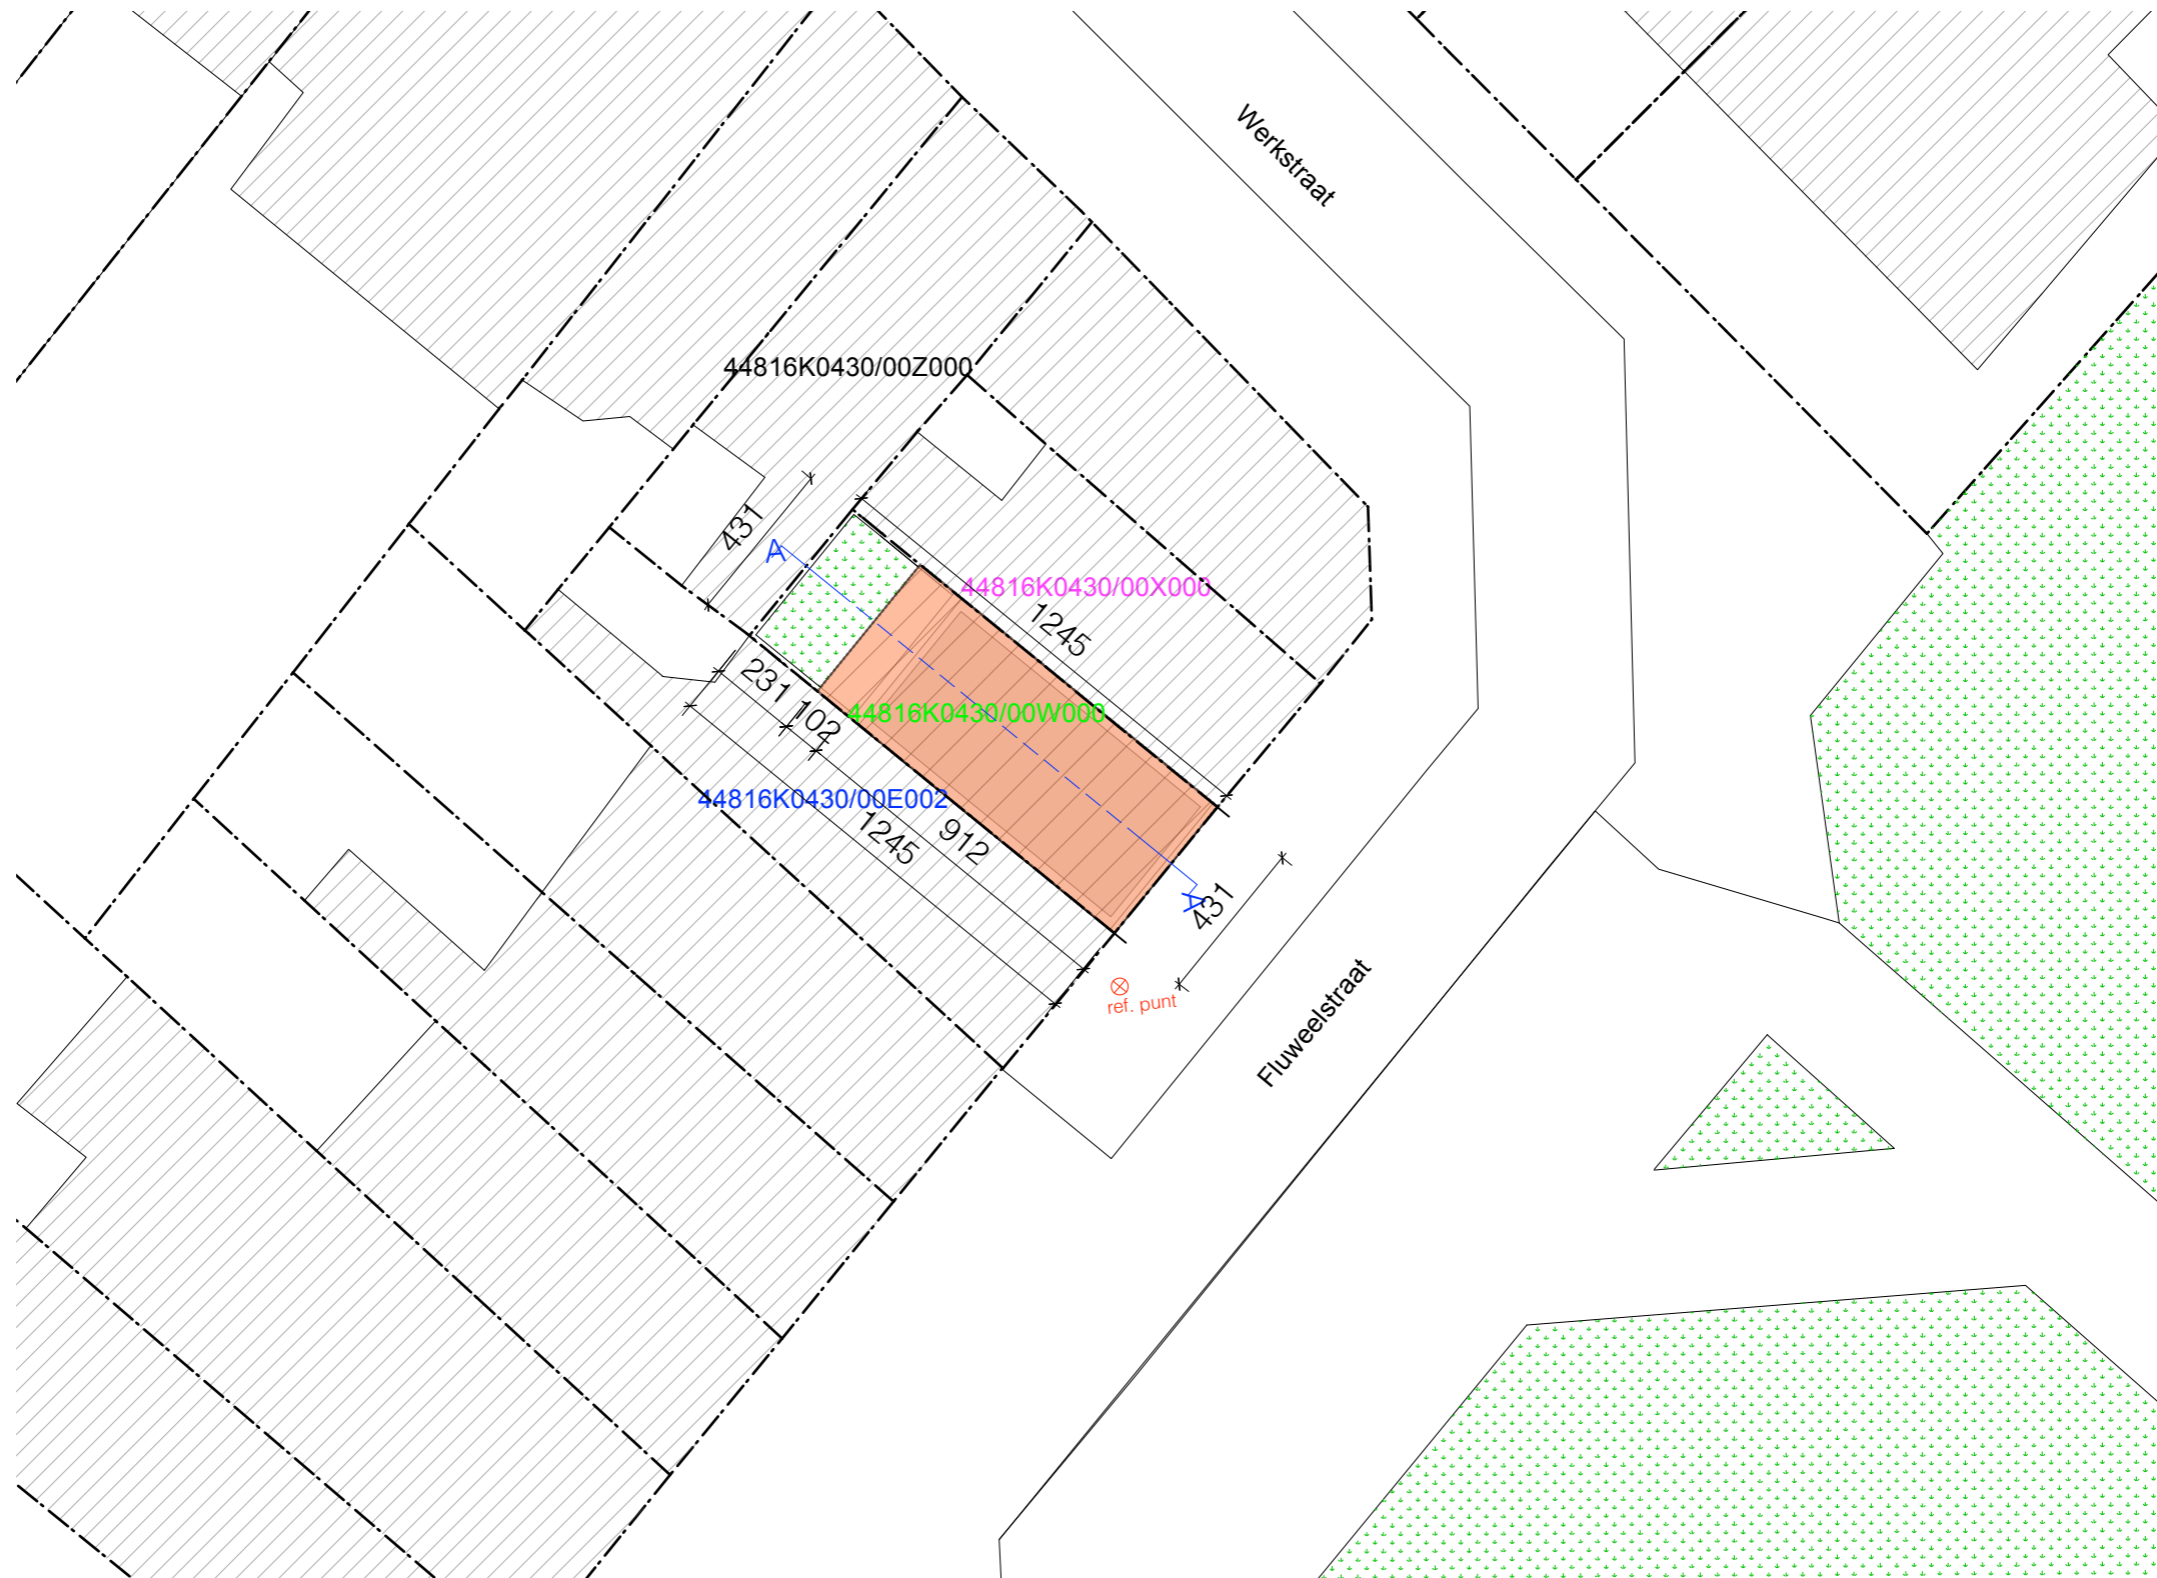 Werkstraat
44816K0430/00Z000
431
A
44816K0430/00X000
1245
231
102
44816K0430/00W000
44816K0430/00E002
1245
912
A
431
ref. punt
Fluweelstraat